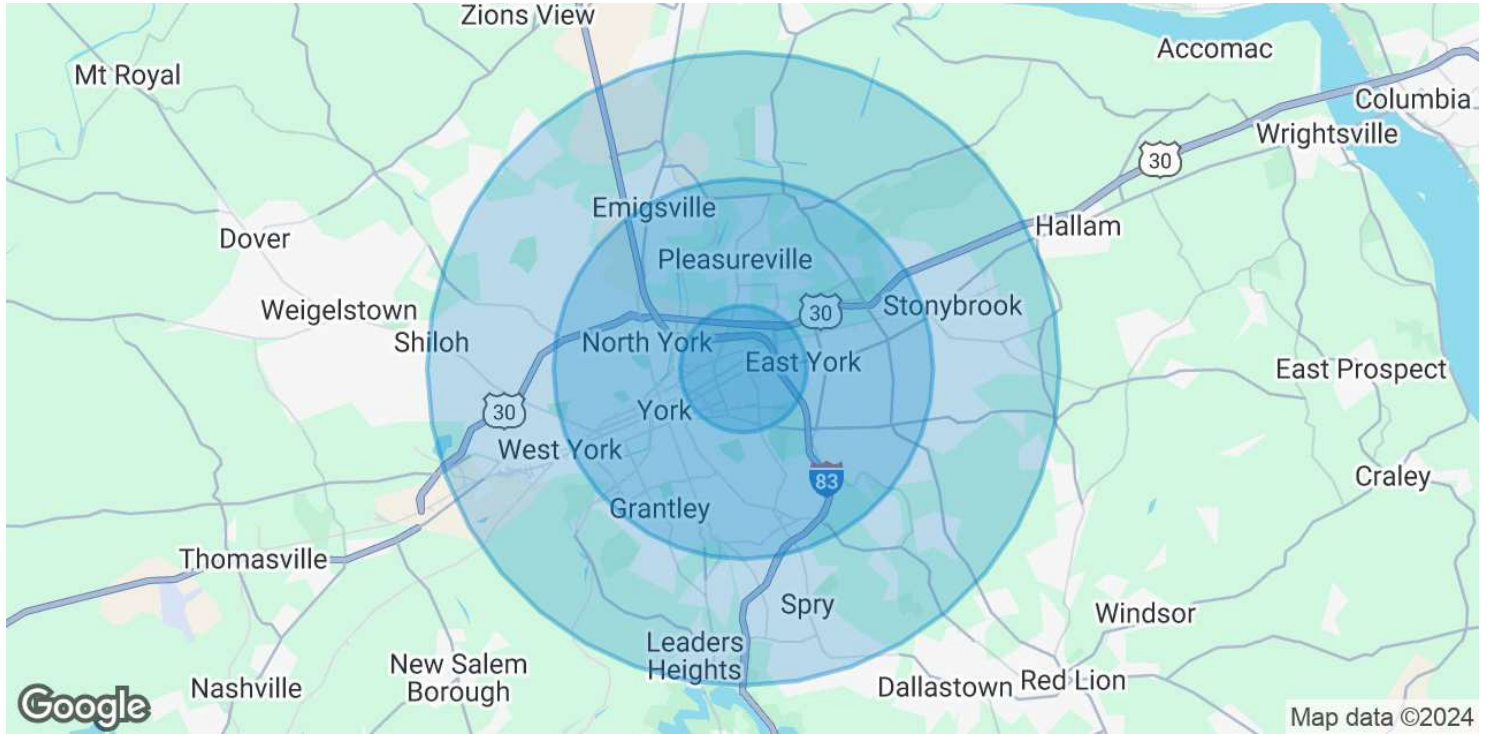 Zions View
Accomac
Mt Royal
Columbia
Wrightsville
30
Emigsville
Hallam
Dover
Pleasureville
Stonybrook
Weigelstown
30
Shiloh
North York
East York
East Prospect
30
York
West York
Craley
83
Grantley
Thomasville
Spry
Windsor
Leaders
Heights
New Salem
Borough
Nashville
Dallastown
Red Lion
Google
Map data ©2024